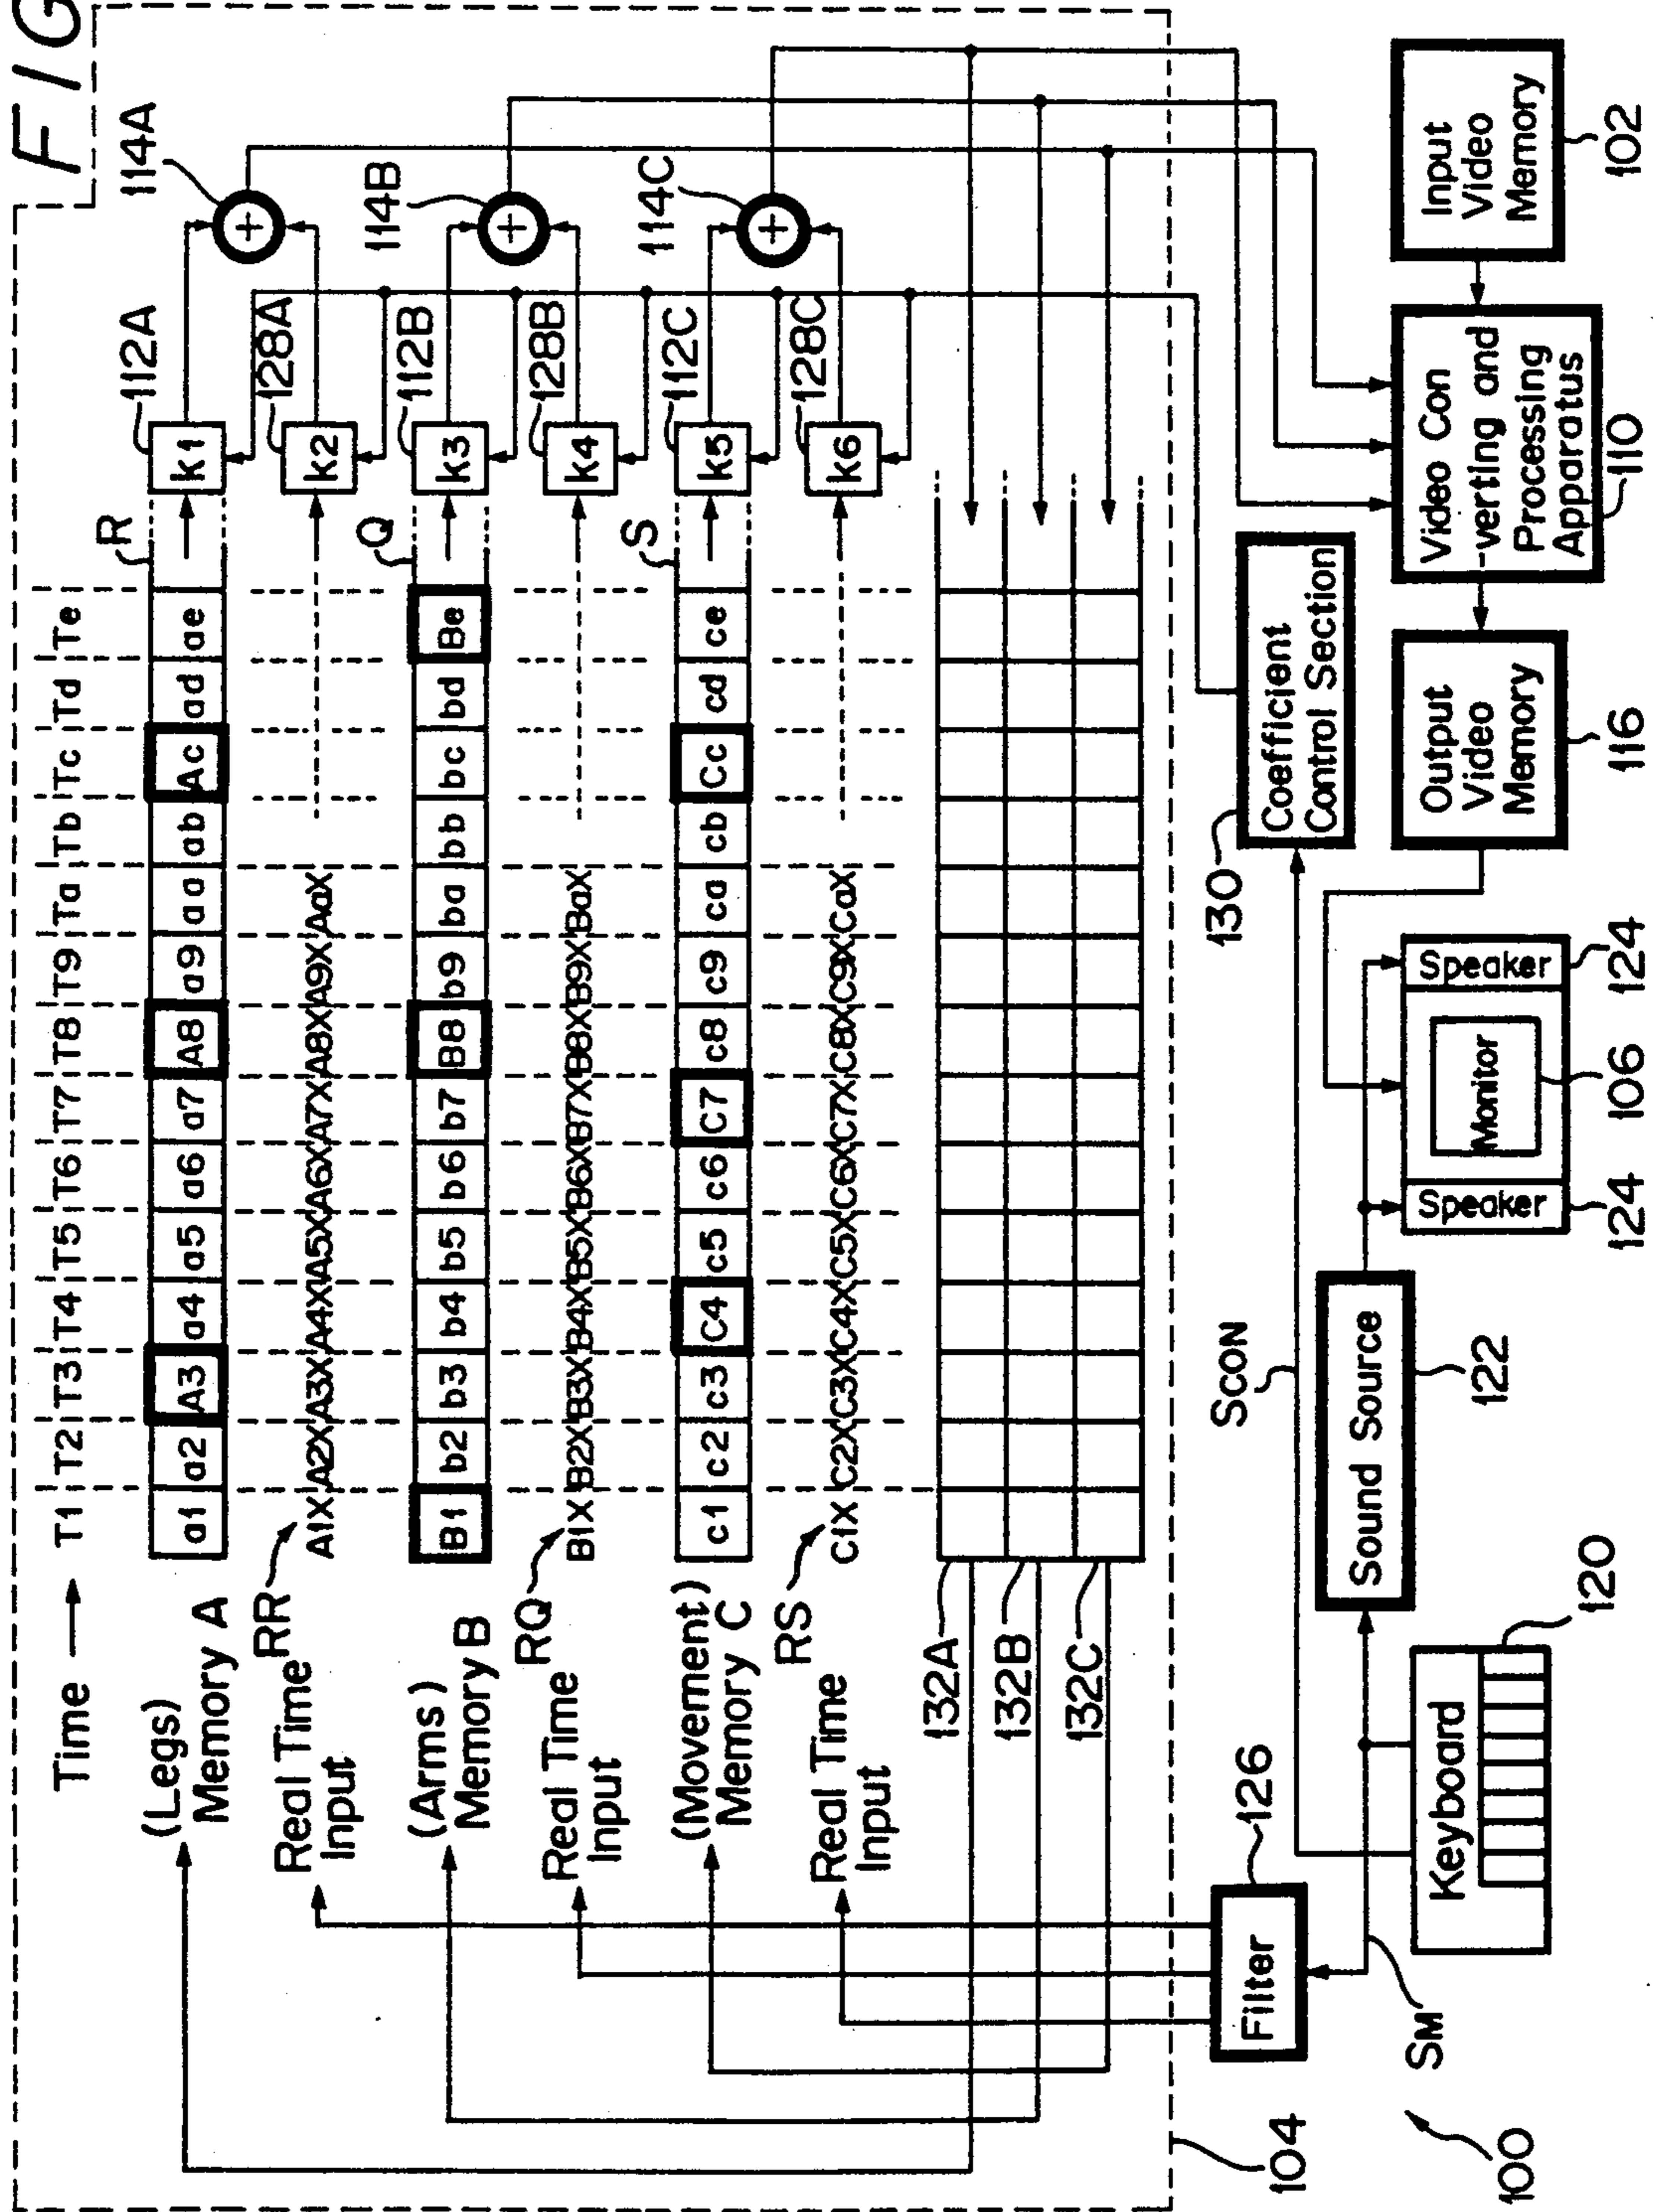 FIG
Time
T1 T2 T3 T4 T5 T6 T7 T8 T9 Ta Tb Tc Td Te
(Legs)
Memory A
a1 a2 A3 a4 a5 a6 a7 A8 a9 aa ab Ac ad ae
R
k1
112A
114A
+
RR
Real Time
Input
A1X A2X A3X A4X A5X A6X A7X A8X A9X AaX
k2
128A
(Arms)
Memory B
B1 b2 b3 b4 b5 b6 b7 B8 b9 ba bb bc bd Be
Q
k3
112B
114B
+
RQ
Real Time
Input
B1X B2X B3X B4X B5X B6X B7X B8X B9X BaX
k4
128B
(Movement)
Memory C
c1 c2 c3 C4 c5 c6 C7 c8 c9 ca cb Cc cd ce
S
k5
112C
114C
+
RS
Real Time
Input
C1X C2X C3X C4X C5X C6X C7X C8X C9X CaX
k6
128C
132A
132B
132C
104
Filter
126
SCON
130
Coefficient
Control Section
SM
100
Keyboard
120
Sound Source
122
Speaker
124
Monitor
106
Speaker
124
Output
Video
Memory
116
Video Con
-verting and
Processing
Apparatus
110
Input
Video
Memory
102